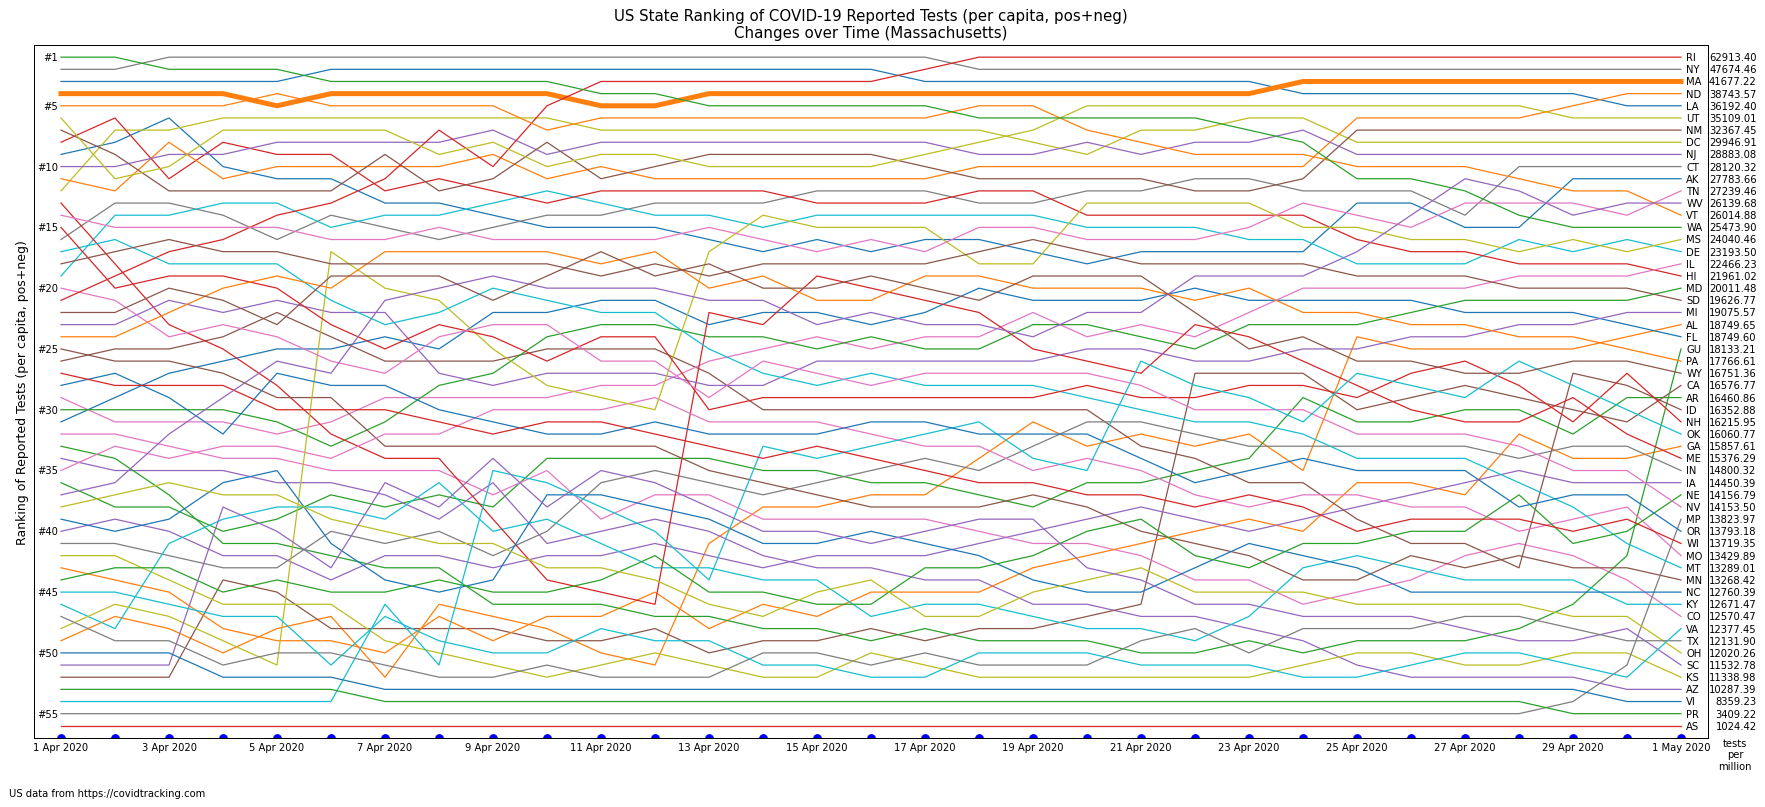 US State Ranking of COVID-19 Reported Tests (per capita, pos+neg)
Changes over Time (Massachusetts)
Ranking of Reported Tests (per capita, pos+neg)
#1
#5
#10
#15
#20
#25
#30
#35
#40
#45
#50
#55
RI 62913.40
NY 47674.46
MA 41677.22
ND 38743.57
LA 36192.40
UT 35109.01
NM 32367.45
DC 29946.91
NJ 28883.08
CT 28120.32
AK 27783.66
TN 27239.46
WV 26139.68
VT 26014.88
WA 25473.90
MS 24040.46
DE 23193.50
IL 22466.23
HI 21961.02
MD 20011.48
SD 19626.77
MI 19075.57
AL 18749.65
FL 18749.60
GU 18133.21
PA 17766.61
WY 16751.36
CA 16576.77
AR 16460.86
ID 16352.88
NH 16215.95
OK 16060.77
GA 15857.61
ME 15376.29
IN 14800.32
IA 14450.39
NE 14156.79
NV 14153.50
MP 13823.97
OR 13793.18
WI 13719.35
MO 13429.89
MT 13289.01
MN 13268.42
NC 12760.39
KY 12671.47
CO 12570.47
VA 12377.45
TX 12131.90
OH 12020.26
SC 11532.78
KS 11338.98
AZ 10287.39
VI 8359.23
PR 3409.22
AS 1024.42
1 Apr 2020 3 Apr 2020 5 Apr 2020 7 Apr 2020 9 Apr 2020 11 Apr 2020 13 Apr 2020 15 Apr 2020 17 Apr 2020 19 Apr 2020 21 Apr 2020 23 Apr 2020 25 Apr 2020 27 Apr 2020 29 Apr 2020 1 May 2020
tests
per
million
US data from https://covidtracking.com